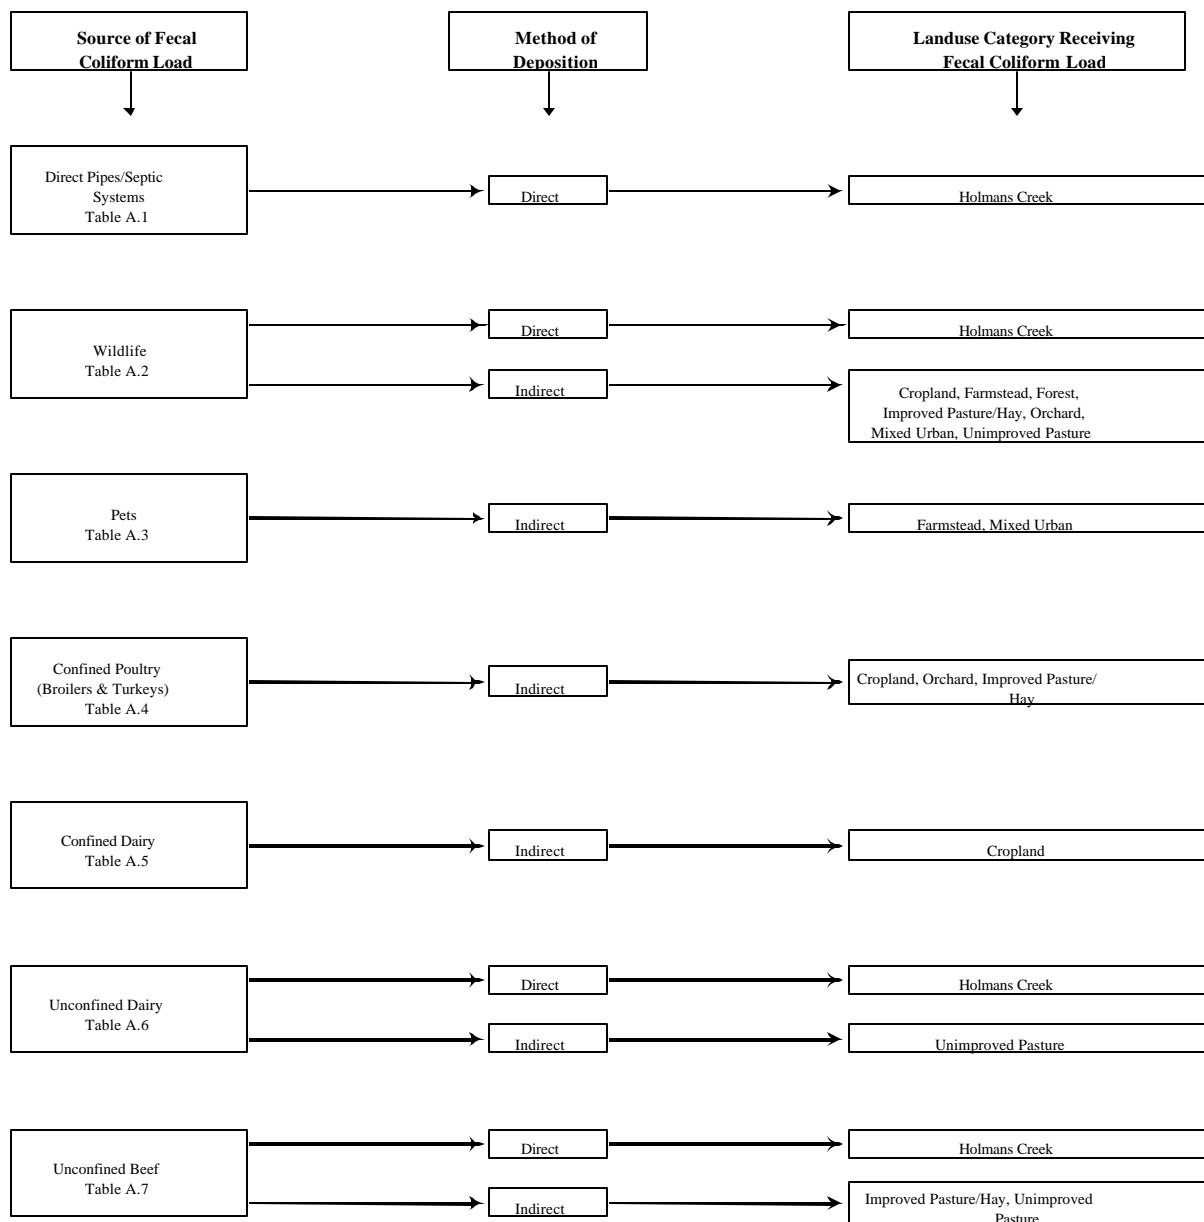 Source of Fecal
Coliform Load
Method of
Deposition
Landuse Category Receiving
Fecal Coliform Load
Direct Pipes/Septic
Systems
Table A.1
Direct
Holmans Creek
Wildlife
Table A.2
Direct
Holmans Creek
Indirect
Cropland, Farmstead, Forest,
Improved Pasture/Hay, Orchard,
Mixed Urban, Unimproved Pasture
Pets
Table A.3
Indirect
Farmstead, Mixed Urban
Confined Poultry
(Broilers & Turkeys)
Table A.4
Indirect
Cropland, Orchard, Improved Pasture/
Hay
Confined Dairy
Table A.5
Indirect
Cropland
Unconfined Dairy
Table A.6
Direct
Holmans Creek
Indirect
Unimproved Pasture
Unconfined Beef
Table A.7
Direct
Holmans Creek
Indirect
Improved Pasture/Hay, Unimproved
Pasture